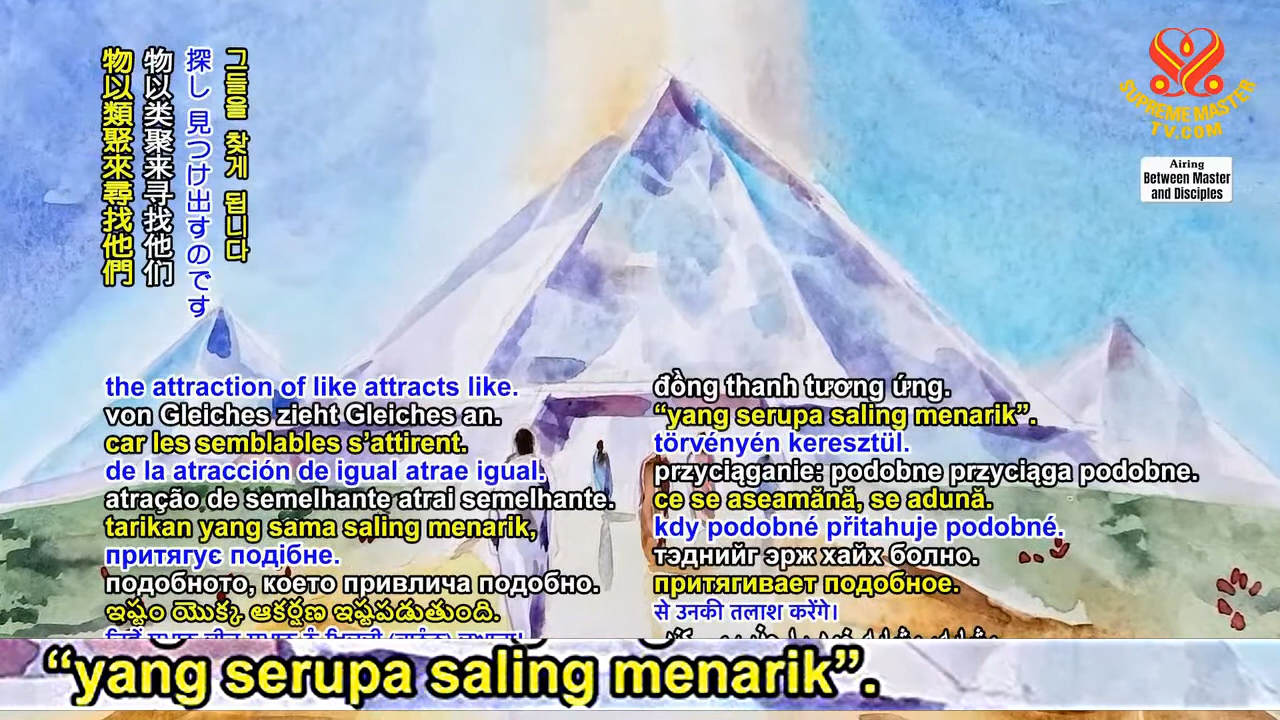 그들을 찾게 됩니다
探し 見つけ出すのです
物以类聚来寻找他们
物以類聚來尋找他們
SUPREME MASTER
TV.COM
Airing
Between Master
and Disciples
the attraction of like attracts like.
von Gleiches zieht Gleiches an.
car les semblables s’attirent.
de la atracción de igual atrae igual.
atração de semelhante atrai semelhante.
tarikan yang sama saling menarik,
притягує подібне.
подобното, което привлича подобно.
ఇష్టం యొక్క ఆకర్షణ ఇష్టపడుతుంది.
đồng thanh tương ứng.
“yang serupa saling menarik”.
törvényén keresztül.
przyciąganie: podobne przyciąga podobne.
ce se aseamănă, se adună.
kdy podobné přitahuje podobné.
тэднийг эрж хайх болно.
притягивает подобное.
से उनकी तलाश करेंगे।
“yang serupa saling menarik”.